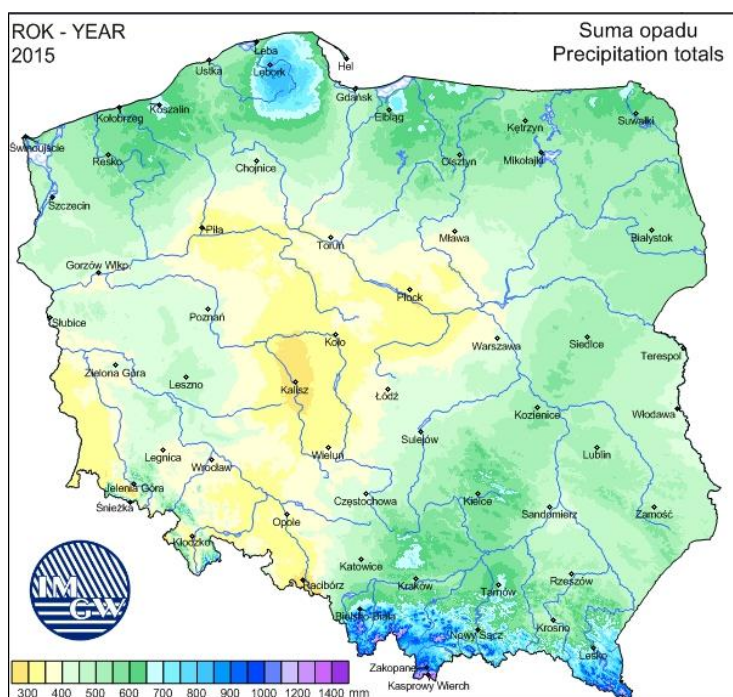 ROK - YEAR
2015
Suma opadu
Precipitation totals
Łeba
Ustka
Lębork
Hel
Gdańsk
Koszalin
Kołobrzeg
Elbląg
Kętrzyn
Suwałki
Świnoujście
Resko
Chojnice
Olsztyn
Mikołajki
Szczecin
Piła
Toruń
Mława
Białystok
Gorzów Wlkp.
Płock
Słubice
Poznań
Koło
Warszawa
Siedlce
Terespol
Zielona Góra
Leszno
Kalisz
Łódź
Kozienice
Włodawa
Sulejów
Legnica
Wrocław
Wieluń
Lublin
Jelenia Góra
Śnieżka
Częstochowa
Kielce
Sandomierz
Zamość
Opole
Kłodzko
Katowice
Racibórz
Kraków
Tarnów
Rzeszów
Bielsko-Biała
Nowy Sącz
Krosno
Lesko
Zakopane
Kasprowy Wierch
IM
GW
300 400 500 600 700 800 900 1000 1200 1400 mm